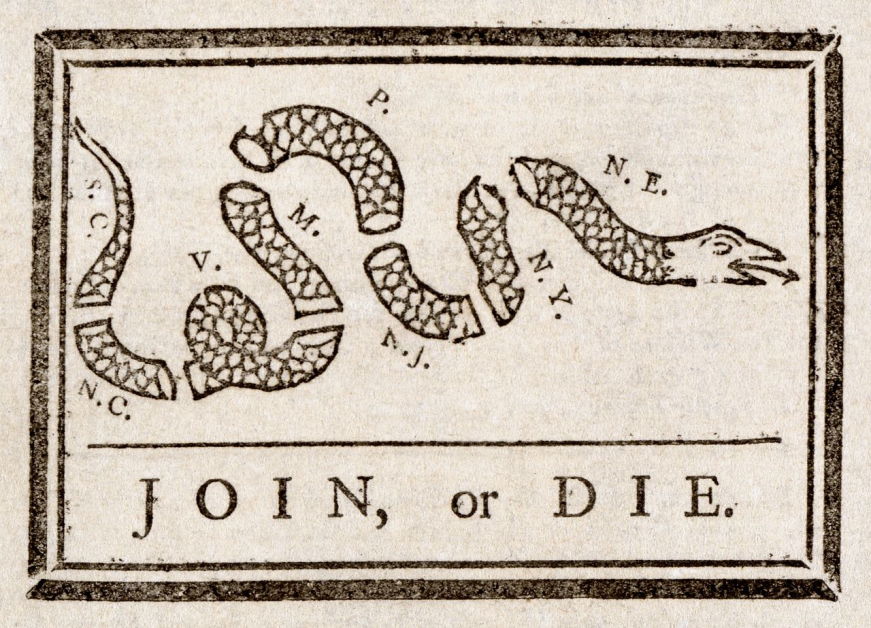 P.
N. E.
S. C.
M.
V.
N. Y.
N. J.
N. C.
JOIN, or DIE.